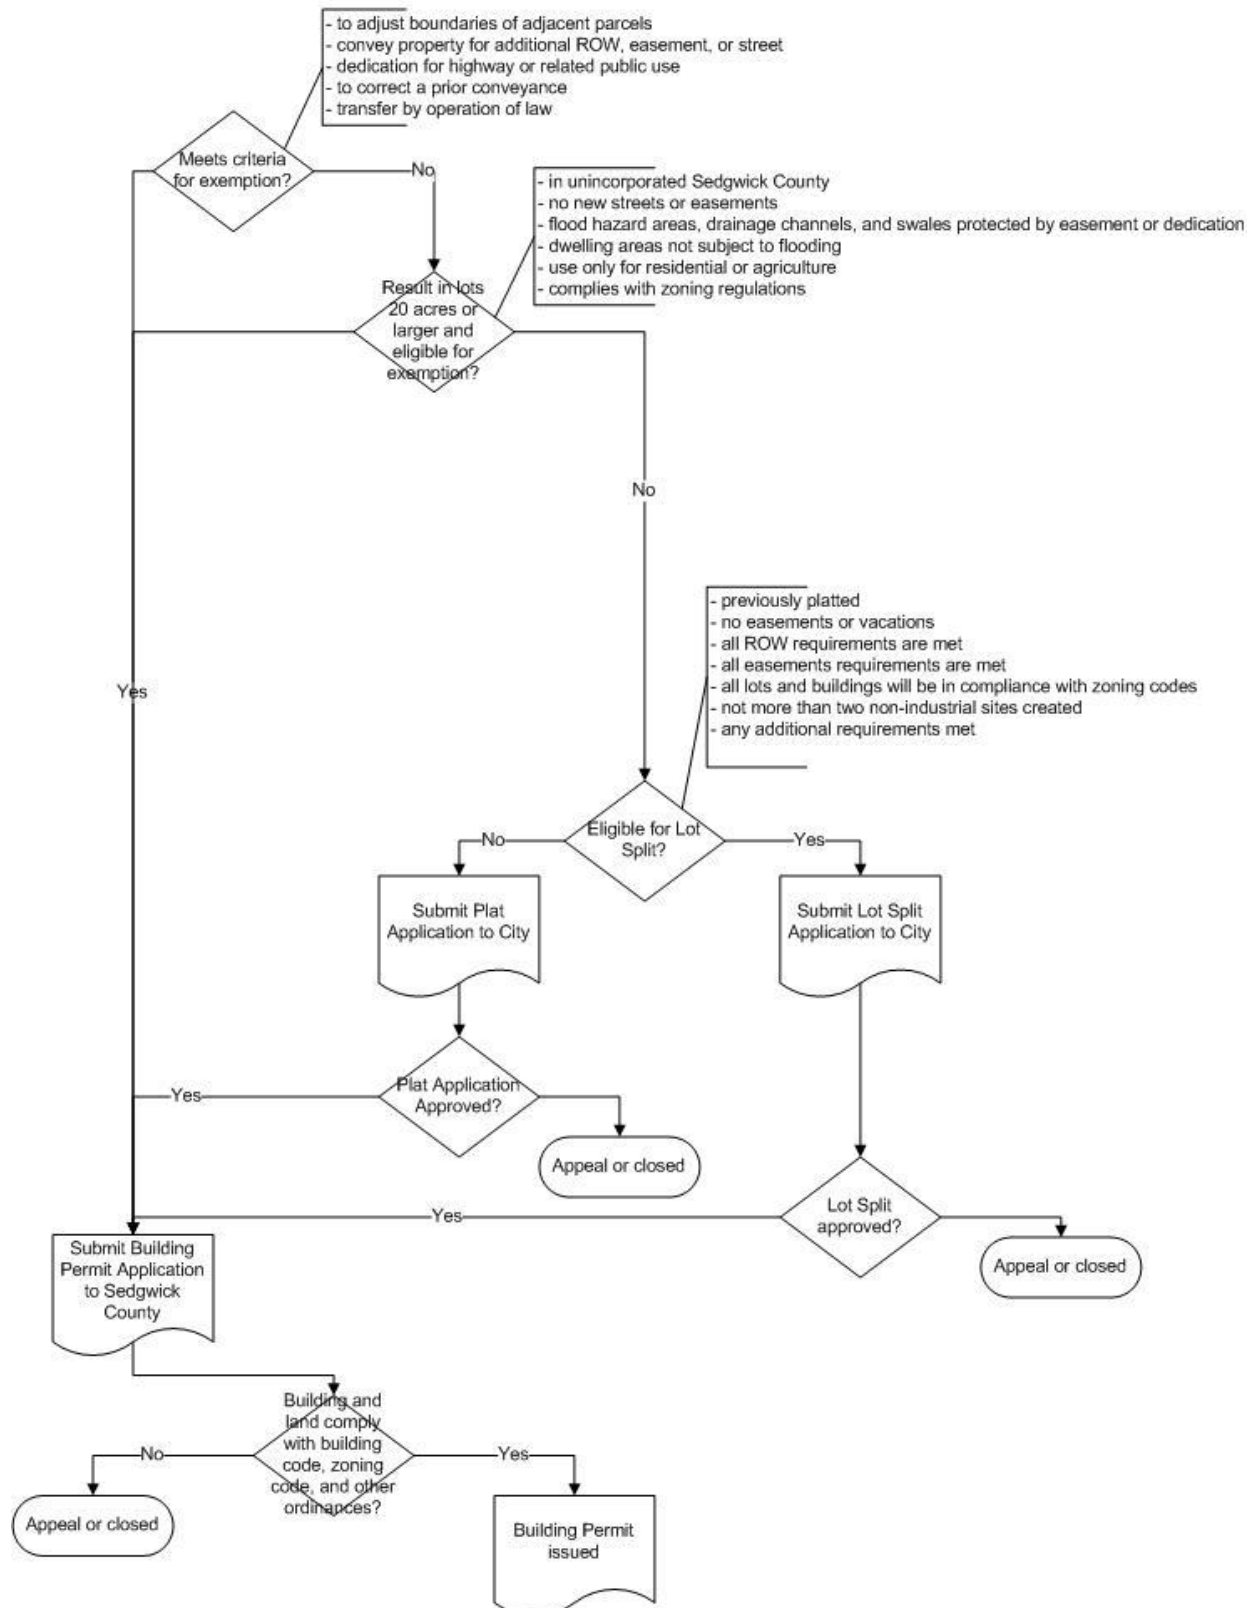 - to adjust boundaries of adjacent parcels
- convey property for additional ROW, easement, or street
- dedication for highway or related public use
- to correct a prior conveyance
- transfer by operation of law
Meets criteria
for exemption?
No
- in unincorporated Sedgwick County
- no new streets or easements
- flood hazard areas, drainage channels, and swales protected by easement or dedication
- dwelling areas not subject to flooding
- use only for residential or agriculture
- complies with zoning regulations
Result in lots
20 acres or
larger and
eligible for
exemption?
No
- previously platted
- no easements or vacations
- all ROW requirements are met
- all easements requirements are met
- all lots and buildings will be in compliance with zoning codes
- not more than two non-industrial sites created
- any additional requirements met
Yes
Eligible for Lot
Split?
No
Yes
Submit Plat
Application to City
Submit Lot Split
Application to City
Plat Application
Approved?
Yes
Appeal or closed
Lot Split
approved?
Yes
Appeal or closed
Submit Building
Permit Application
to Sedgwick
County
Building and
land comply
with building
code, zoning
code, and other
ordinances?
No
Yes
Appeal or closed
Building Permit
issued